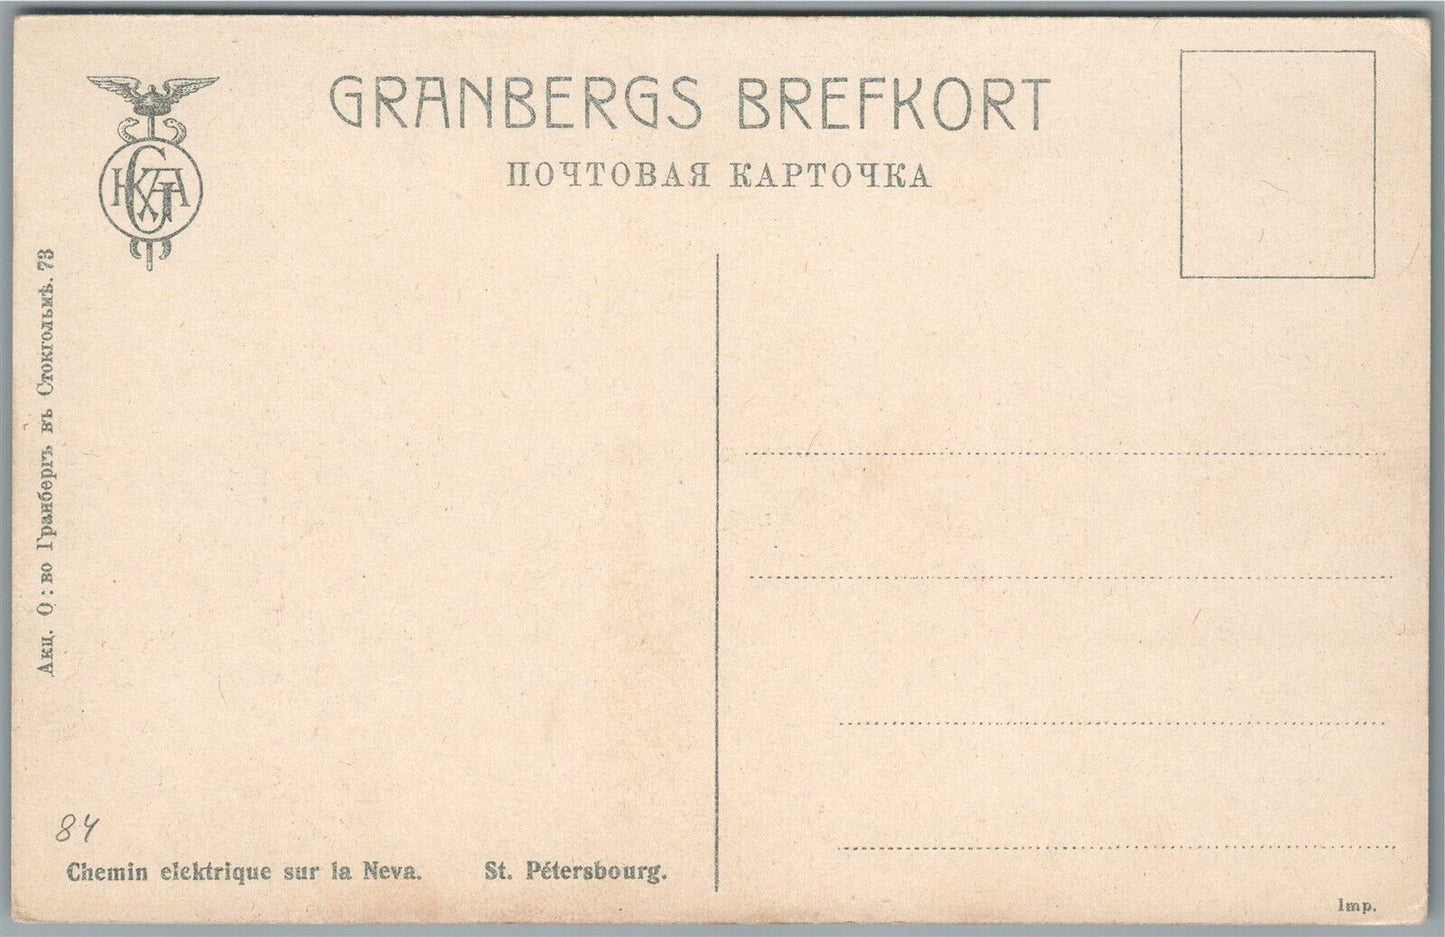 GRANBERGS BREFKORT
ПОЧТОВАЯ КАРТОЧКА
Акц. О:во Гранбергъ въ Стокгольмѣ. 73
84
Chemin elektrique sur la Neva. St. Pétersbourg.
Imp.